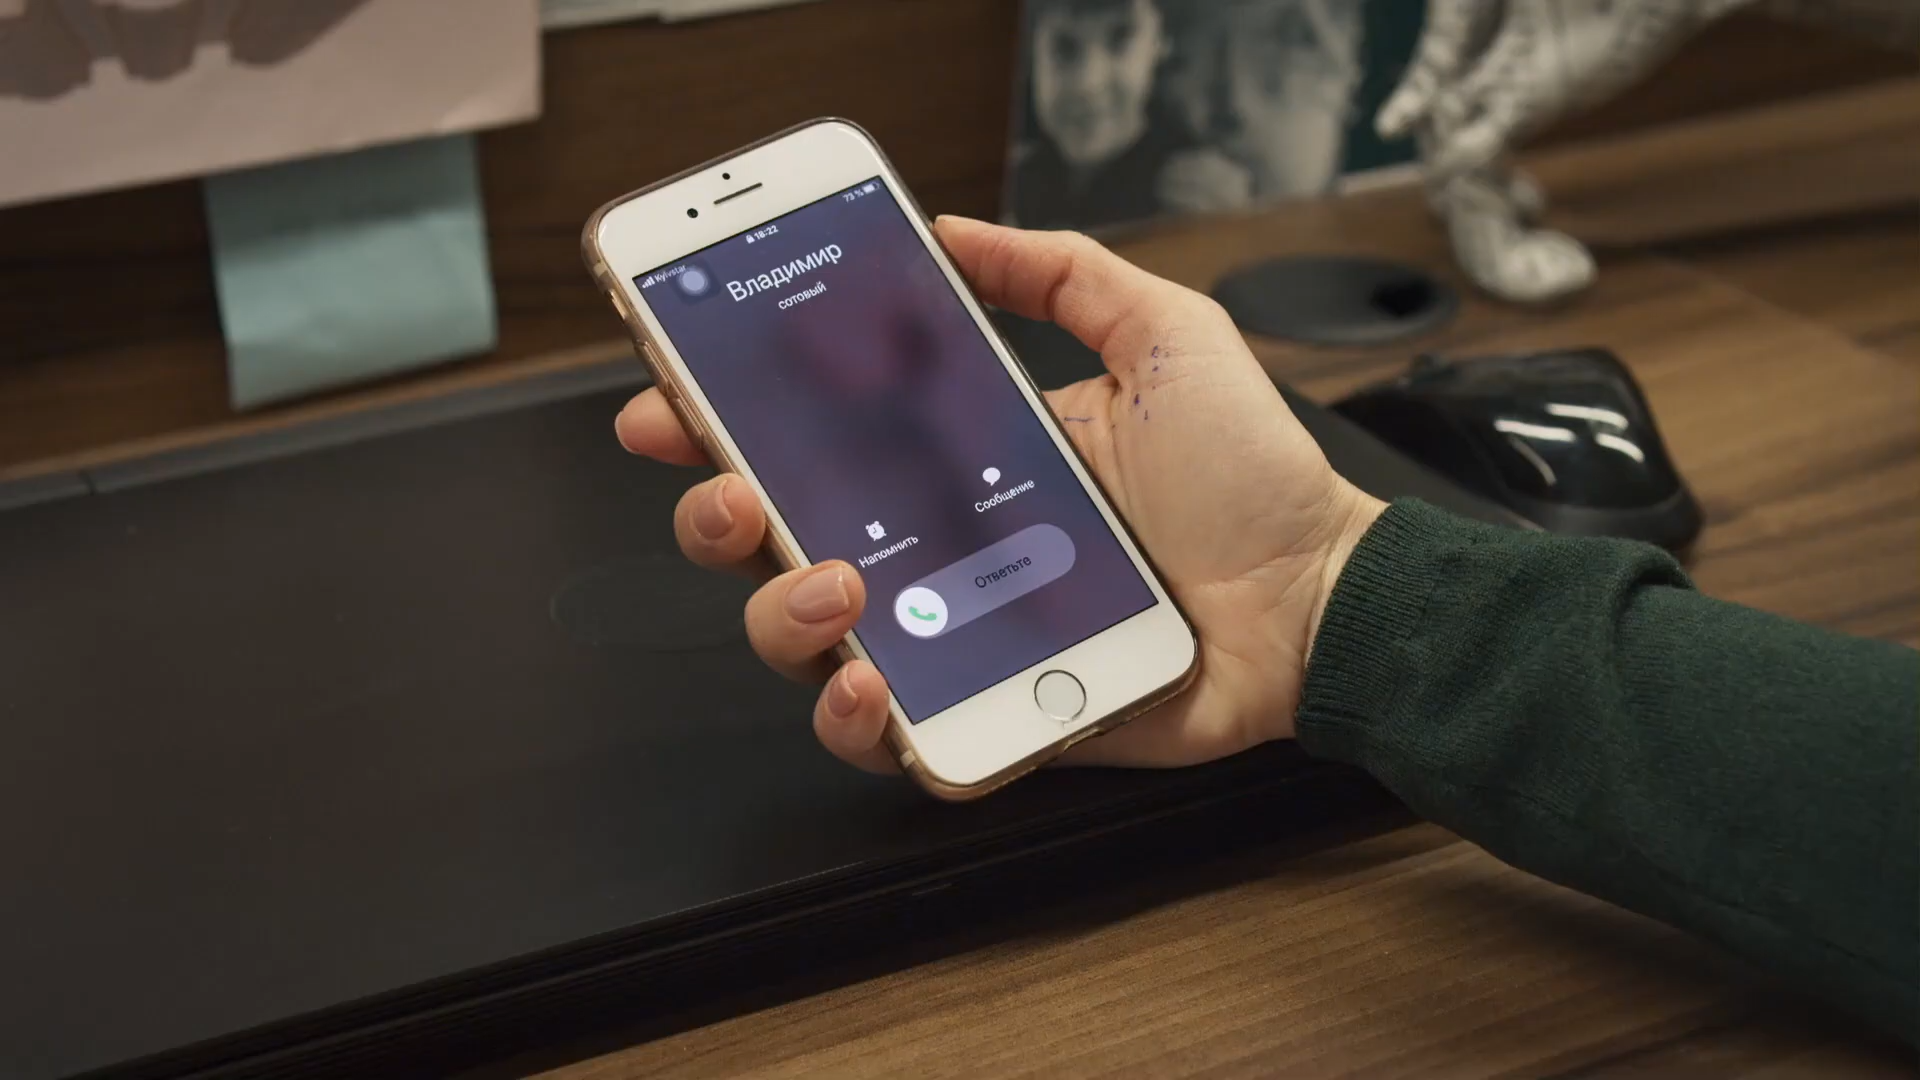 73 %
18:22
Kyivstar
Владимир
сотовый
Сообщение
Напомнить
Ответьте